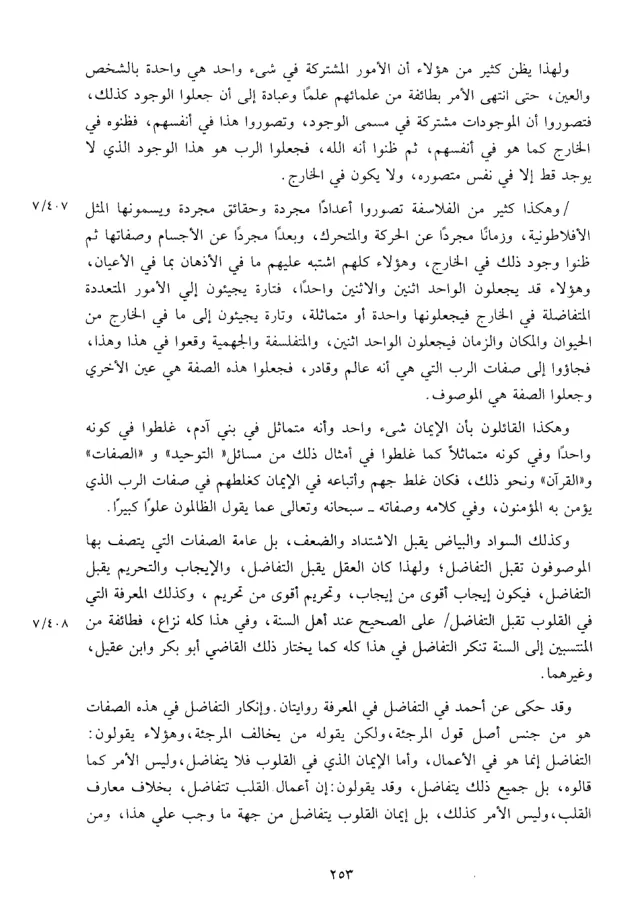 ولهذا يظن كثير من هؤلاء أن الأمور المشتركة في شىء واحد هي واحدة بالشخص
والعين، حتى انتهى الأمر بطائفة من علمائهم علمًا وعبادة إلى أن جعلوا الوجود كذلك،
فتصوروا أن الموجودات مشتركة في مسمى الوجود، وتصوروا هذا في أنفسهم، فظنوه في
الخارج كما هو في أنفسهم، ثم ظنوا أنه الله، فجعلوا الرب هو هذا الوجود الذي لا
يوجد قط إلا في نفس متصوره، ولا يكون في الخارج.
٧/٤٠٧ / وهكذا كثير من الفلاسفة تصوروا أعدادًا مجردة وحقائق مجردة ويسمونها المثل
الأفلاطونية، وزمانًا مجردًا عن الحركة والمتحرك، وبعدًا مجردًا عن الأجسام وصفاتها ثم
ظنوا وجود ذلك في الخارج، وهؤلاء كلهم اشتبه عليهم ما في الأذهان بما في الأعيان،
وهؤلاء قد يجعلون الواحد اثنين والاثنين واحدًا، فتارة يجيئون إلي الأمور المتعددة
المتفاضلة في الخارج فيجعلونها واحدة أو متماثلة، وتارة يجيئون إلى ما في الخارج من
الحيوان والمكان والزمان فيجعلون الواحد اثنين، والمتفلسفة والجهمية وقعوا في هذا وهذا،
فجاؤوا إلى صفات الرب التي هي أنه عالم وقادر، فجعلوا هذه الصفة هي عين الأخري
وجعلوا الصفة هي الموصوف.
وهكذا القائلون بأن الإيمان شىء واحد وأنه متماثل في بني آدم، غلطوا في كونه
واحدًا وفي كونه متماثلاً كما غلطوا في أمثال ذلك من مسائل« التوحيد» و «الصفات»
و«القرآن» ونحو ذلك، فكان غلط جهم وأتباعه في الإيمان كغلطهم في صفات الرب الذي
يؤمن به المؤمنون، وفي كلامه وصفاته ـ سبحانه وتعالى عما يقول الظالمون علوًا كبيرًا.
وكذلك السواد والبياض يقبل الاشتداد والضعف، بل عامة الصفات التي يتصف بها
الموصوفون تقبل التفاضل؛ ولهذا كان العقل يقبل التفاضل، والإيجاب والتحريم يقبل
التفاضل، فيكون إيجاب أقوى من إيجاب، وتحريم أقوى من تحريم ، وكذلك المعرفة التي
٧/٤٠٨ في القلوب تقبل التفاضل/ على الصحيح عند أهل السنة، وفي هذا كله نزاع، فطائفة من
المنتسبين إلى السنة تنكر التفاضل في هذا كله كما يختار ذلك القاضي أبو بكر وابن عقيل،
وغيرهما.
وقد حكى عن أحمد في التفاضل في المعرفة روايتان.وإنكار التفاضل في هذه الصفات
هو من جنس أصل قول المرجئة،ولكن يقوله من يخالف المرجئة،وهؤلاء يقولون:
التفاضل إنما هو في الأعمال، وأما الإيمان الذي في القلوب فلا يتفاضل،وليس الأمر كما
قالوه، بل جميع ذلك يتفاضل، وقد يقولون:إن أعمال القلب تتفاضل، بخلاف معارف
القلب،وليس الأمر كذلك، بل إيمان القلوب يتفاضل من جهة ما وجب علي هذا، ومن
٢٥٣